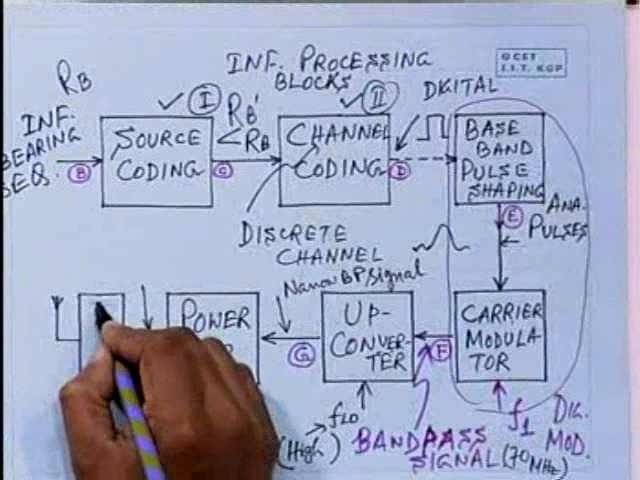 INF. PROCESSING
BLOCKS
©CET
I.I.T. KGP
RB
INF.
BEARING
SEQ.
B
I
SOURCE
CODING
RB'
< RB
C
II
CHANNEL
CODING
DIGITAL
D
BASE
BAND
PULSE
SHAPING
E
ANA.
PULSES
DISCRETE
CHANNEL
Narrow BP/signal
POWER
G
UP-
CONVER-
TER
F
CARRIER
MODULA
TOR
(High)
fLO
BANDPASS
SIGNAL
f1
(70 MHz)
DIG.
MOD.